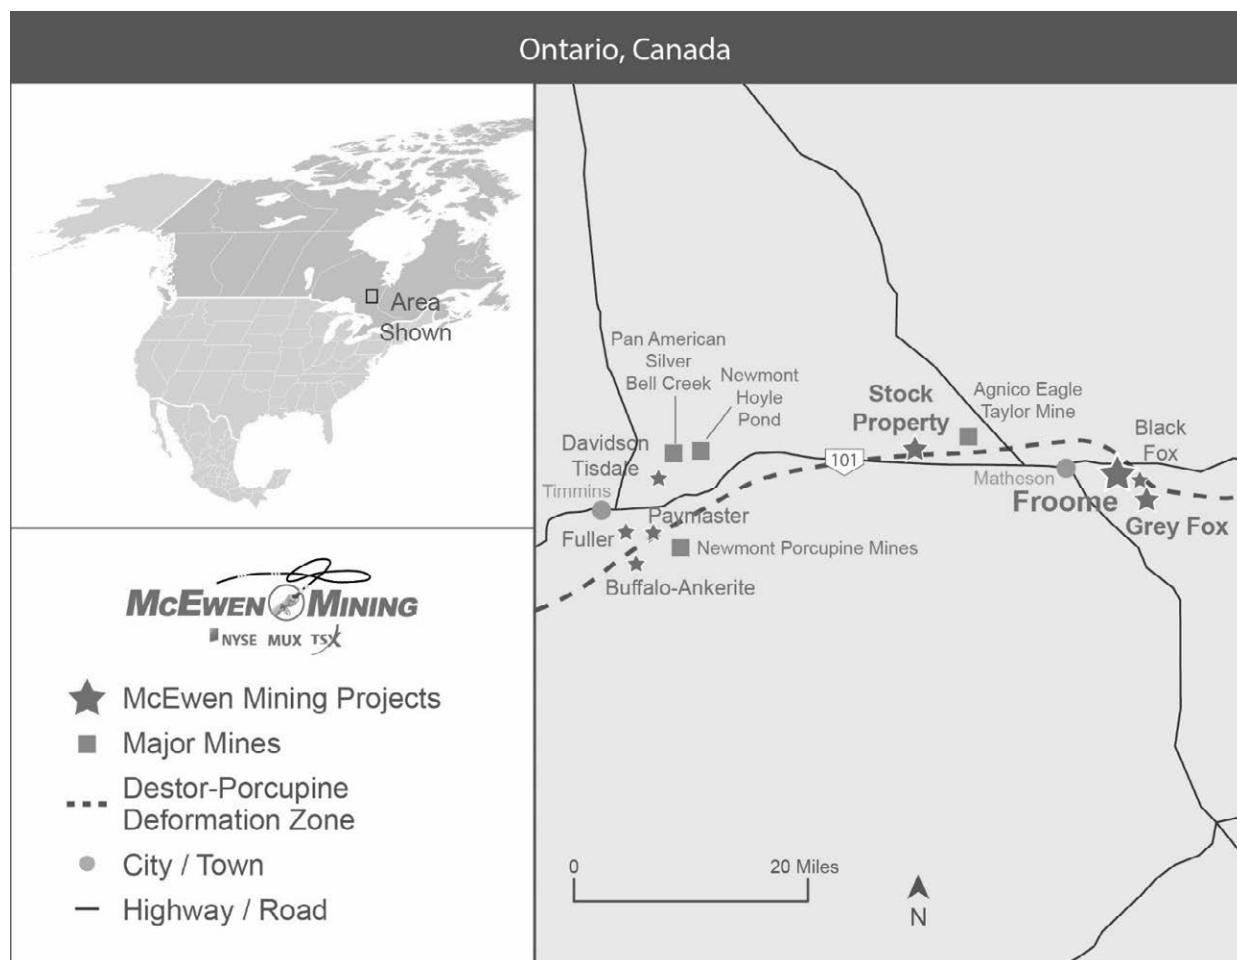 Ontario, Canada
Area
Shown
McEwen Mining
NYSE MUX TSX
McEwen Mining Projects
Major Mines
Destor-Porcupine
Deformation Zone
City / Town
Highway / Road
Pan American
Silver
Bell Creek
Newmont
Hoyle
Pond
Stock
Property
Agnico Eagle
Taylor Mine
Black
Fox
Davidson
Tisdale
101
Matheson
Timmins
Froome
Grey Fox
Paymaster
Fuller
Newmont Porcupine Mines
Buffalo-Ankerite
0
20 Miles
N